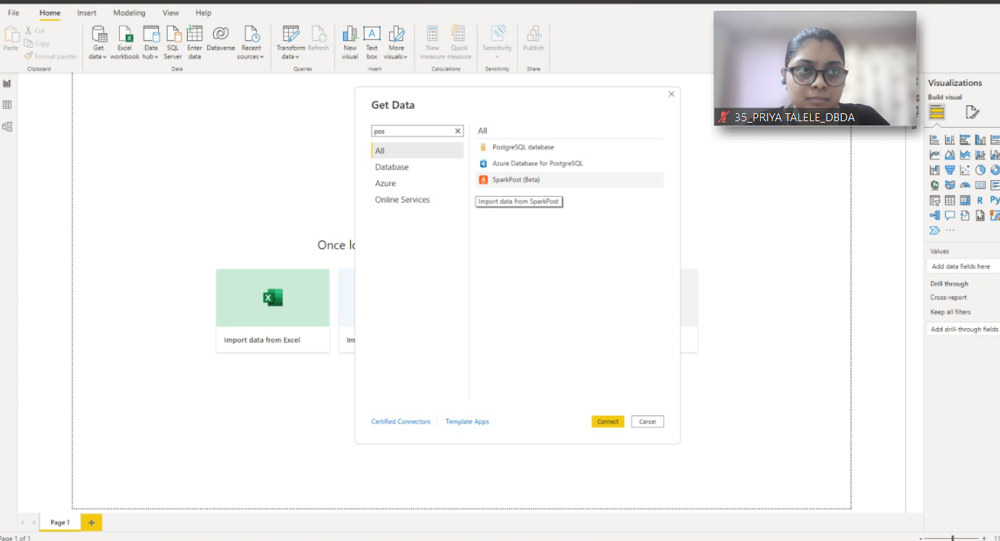 File Home Insert Modeling View Help
Paste
Cut
Copy
Format painter
Clipboard
Get data
Excel workbook
Data hub
SQL Server
Enter data
Dataverse
Recent sources
Data
Transform data
Refresh
Queries
New visual
Text box
More visuals
Insert
New measure
Quick measure
Calculations
Sensitivity
Sensitivity
Publish
Share
35_PRIYA TALELE_DBDA
Get Data
pos
All
Database
Azure
Online Services
All
PostgreSQL database
Azure Database for PostgreSQL
SparkPost (Beta)
Import data from SparkPost
Certified Connectors
Template Apps
Connect
Cancel
Once lo
Import data from Excel
Im
Visualizations
Build visual
R Py
123
Values
Add data fields here
Drill through
Cross-report
Keep all filters
Add drill-through fields
Page 1
Page 1 of 1